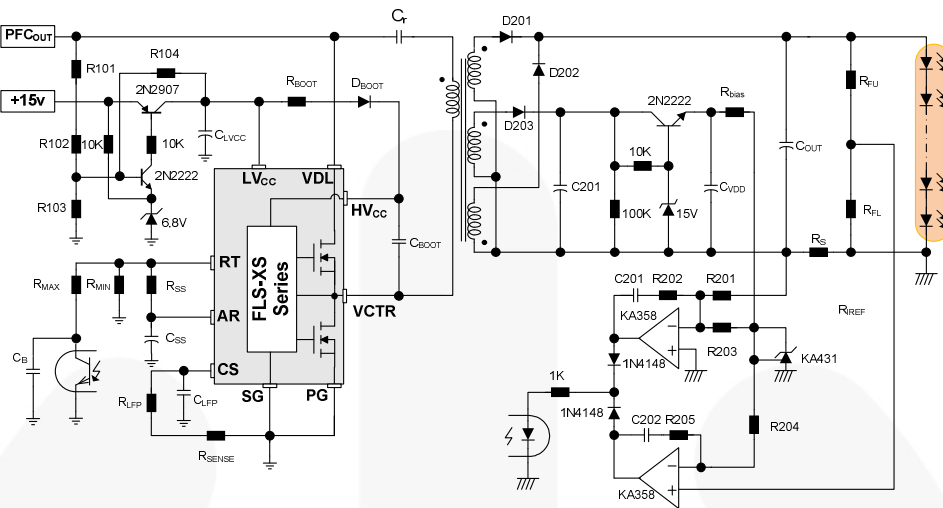 PFCOUT
Cr
D201
R104
R101
2N2907
RBOOT
DBOOT
D202
RFU
+15v
D203
2N2222
Rbias
R102
10K
10K
CLVCC
COUT
2N2222
LVCC
VDL
10K
C201
CVDD
R103
6.8V
HVCC
100K
15V
RFL
CBOOT
RS
RT
RMAX
RMIN
RSS
FLS-XS
Series
C201
R202
R201
VCTR
AR
KA358
RIREF
CSS
R203
CB
CS
1N4148
KA431
1K
RLFP
CLFP
SG
PG
1N4148
C202
R205
R204
RSENSE
KA358